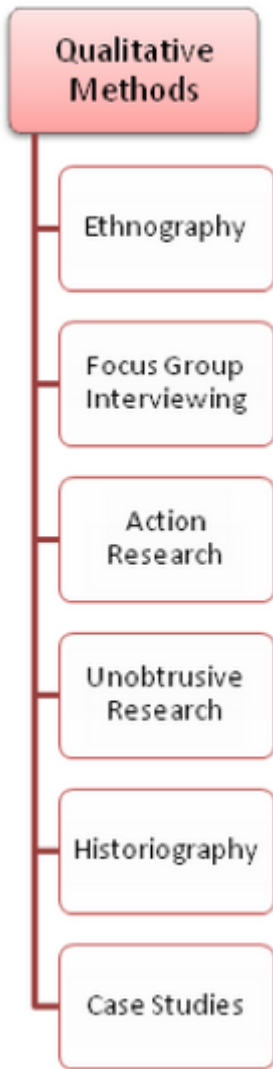 Qualitative
Methods
Ethnography
Focus Group
Interviewing
Action
Research
Unobtrusive
Research
Historiography
Case Studies